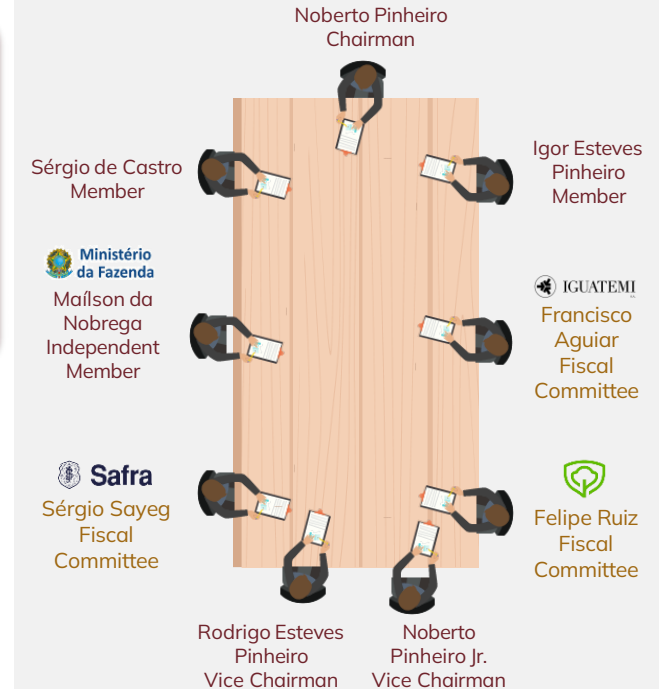 Noberto Pinheiro
Chairman
Sérgio de Castro
Member
Igor Esteves
Pinheiro
Member
Ministério
da Fazenda
Maílson da
Nobrega
Independent
Member
IGUATEMI
Francisco
Aguiar
Fiscal
Committee
Safra
Sérgio Sayeg
Fiscal
Committee
Felipe Ruiz
Fiscal
Committee
Rodrigo Esteves
Pinheiro
Vice Chairman
Noberto
Pinheiro Jr.
Vice Chairman